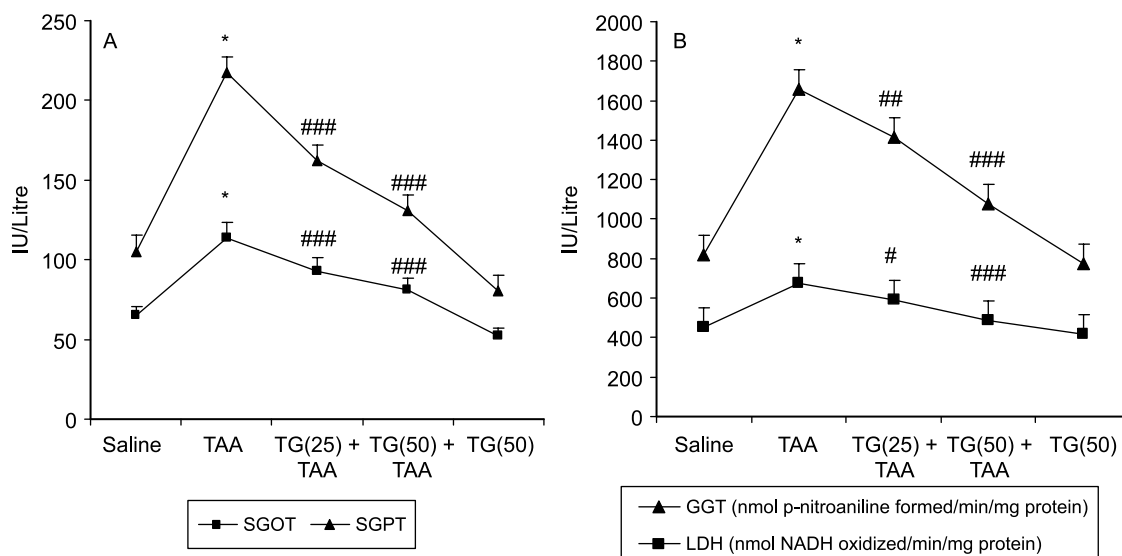 A
IU/Litre
250
200
150
100
50
0
*
*
###
###
###
###
Saline TAA TG(25) + TG(50) + TG(50)
TAA TAA
SGOT SGPT
B
IU/Litre
2000
1800
1600
1400
1200
1000
800
600
400
200
0
*
*
##
#
###
###
Saline TAA TG(25) + TG(50) + TG(50)
TAA TAA
GGT (nmol p-nitroaniline formed/min/mg protein)
LDH (nmol NADH oxidized/min/mg protein)